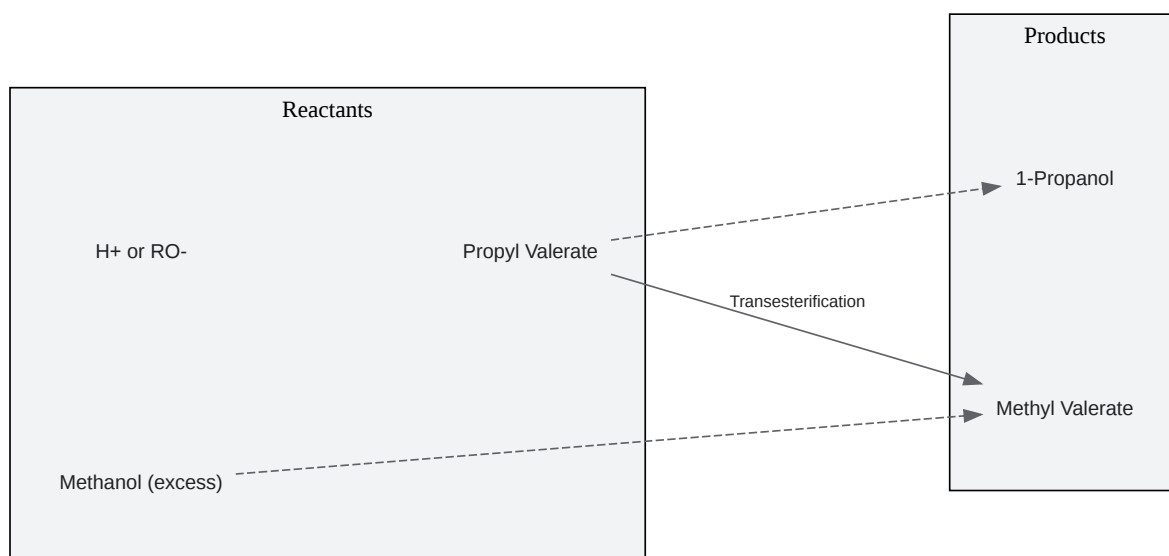 Products
Reactants
1-Propanol
H+ or RO-
Propyl Valerate
Transesterification
Methyl Valerate
Methanol (excess)